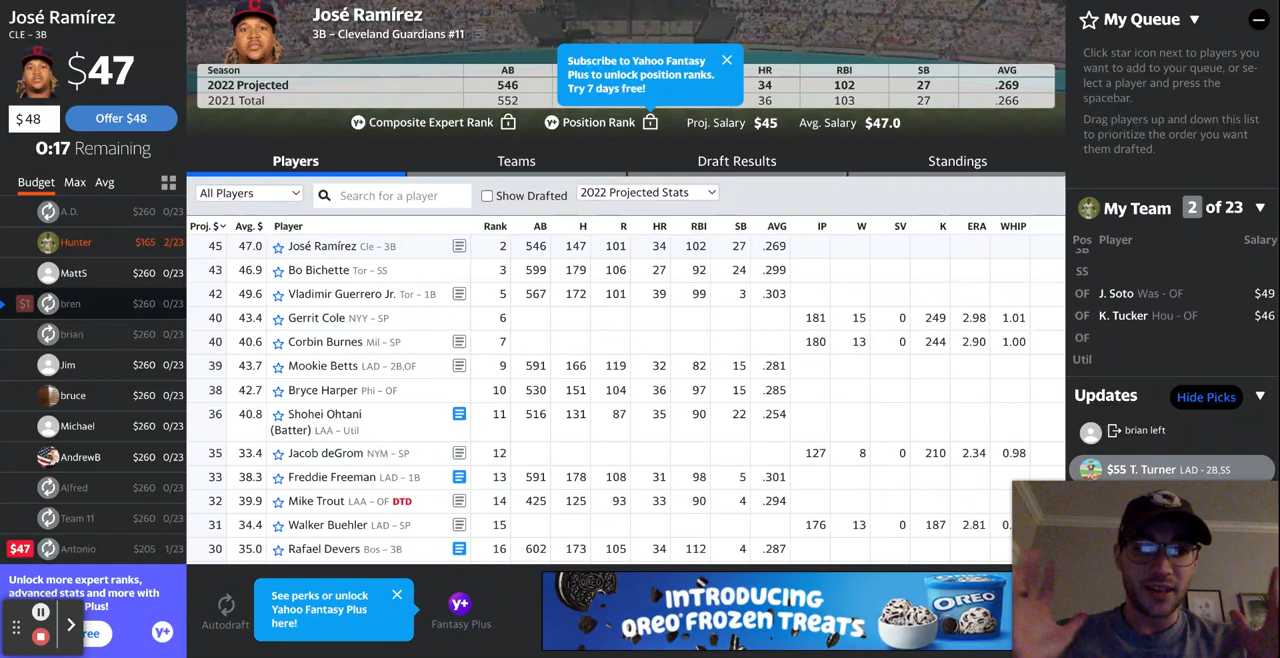 José Ramírez
CLE - 3B
$47
$ 48
Offer $48
0:17 Remaining
Budget Max Avg
A.D. $260 0/23
Hunter $165 2/23
MattS $260 0/23
$1 bren $260 0/23
brian $260 0/23
Jim $260 0/23
bruce $260 0/23
Michael $260 0/23
AndrewB $260 0/23
Alfred $260 0/23
Team 11 $260 0/23
$47 Antonio $205 1/23
Unlock more expert ranks,
advanced stats and more with
Plus!
ree
y+
José Ramírez
3B - Cleveland Guardians #11
Subscribe to Yahoo Fantasy
Plus to unlock position ranks.
Try 7 days free!
Season AB HR RBI SB AVG
2022 Projected 546 34 102 27 .269
2021 Total 552 36 103 27 .266
y+ Composite Expert Rank y+ Position Rank Proj. Salary $45 Avg. Salary $47.0
Players Teams Draft Results Standings
All Players Search for a player Show Drafted 2022 Projected Stats
Proj. $ Avg. $ Player Rank AB H R HR RBI SB AVG IP W SV K ERA WHIP
45 47.0 José Ramírez Cle - 3B 2 546 147 101 34 102 27 .269
43 46.9 Bo Bichette Tor - SS 3 599 179 106 27 92 24 .299
42 49.6 Vladimir Guerrero Jr. Tor - 1B 5 567 172 101 39 99 3 .303
40 43.4 Gerrit Cole NYY - SP 6 181 15 0 249 2.98 1.01
40 40.6 Corbin Burnes Mil - SP 7 180 13 0 244 2.90 1.00
39 43.7 Mookie Betts LAD - 2B,OF 9 591 166 119 32 82 15 .281
38 42.7 Bryce Harper Phi - OF 10 530 151 104 36 97 15 .285
36 40.8 Shohei Ohtani 11 516 131 87 35 90 22 .254
(Batter) LAA - Util
35 33.4 Jacob deGrom NYM - SP 12 127 8 0 210 2.34 0.98
33 38.3 Freddie Freeman LAD - 1B 13 591 178 108 31 98 5 .301
32 39.9 Mike Trout LAA - OF DTD 14 425 125 93 33 90 4 .294
31 34.4 Walker Buehler LAD - SP 15 176 13 0 187 2.81 0.
30 35.0 Rafael Devers Bos - 3B 16 602 173 105 34 112 4 .287
Autodraft
See perks or unlock
Yahoo Fantasy Plus
here!
y+
Fantasy Plus
OREO
INTRODUCING
OREO FROZEN TREATS
OREO
My Queue
Click star icon next to players you
want to add to your queue, or se-
lect a player and press the
spacebar.
Drag players up and down this list
to prioritize the order you want
them drafted.
My Team 2 of 23
Pos Player Salary
3B
SS
OF J. Soto Was - OF $49
OF K. Tucker Hou - OF $46
OF
Util
Updates Hide Picks
brian left
$55 T. Turner LAD - 2B,SS